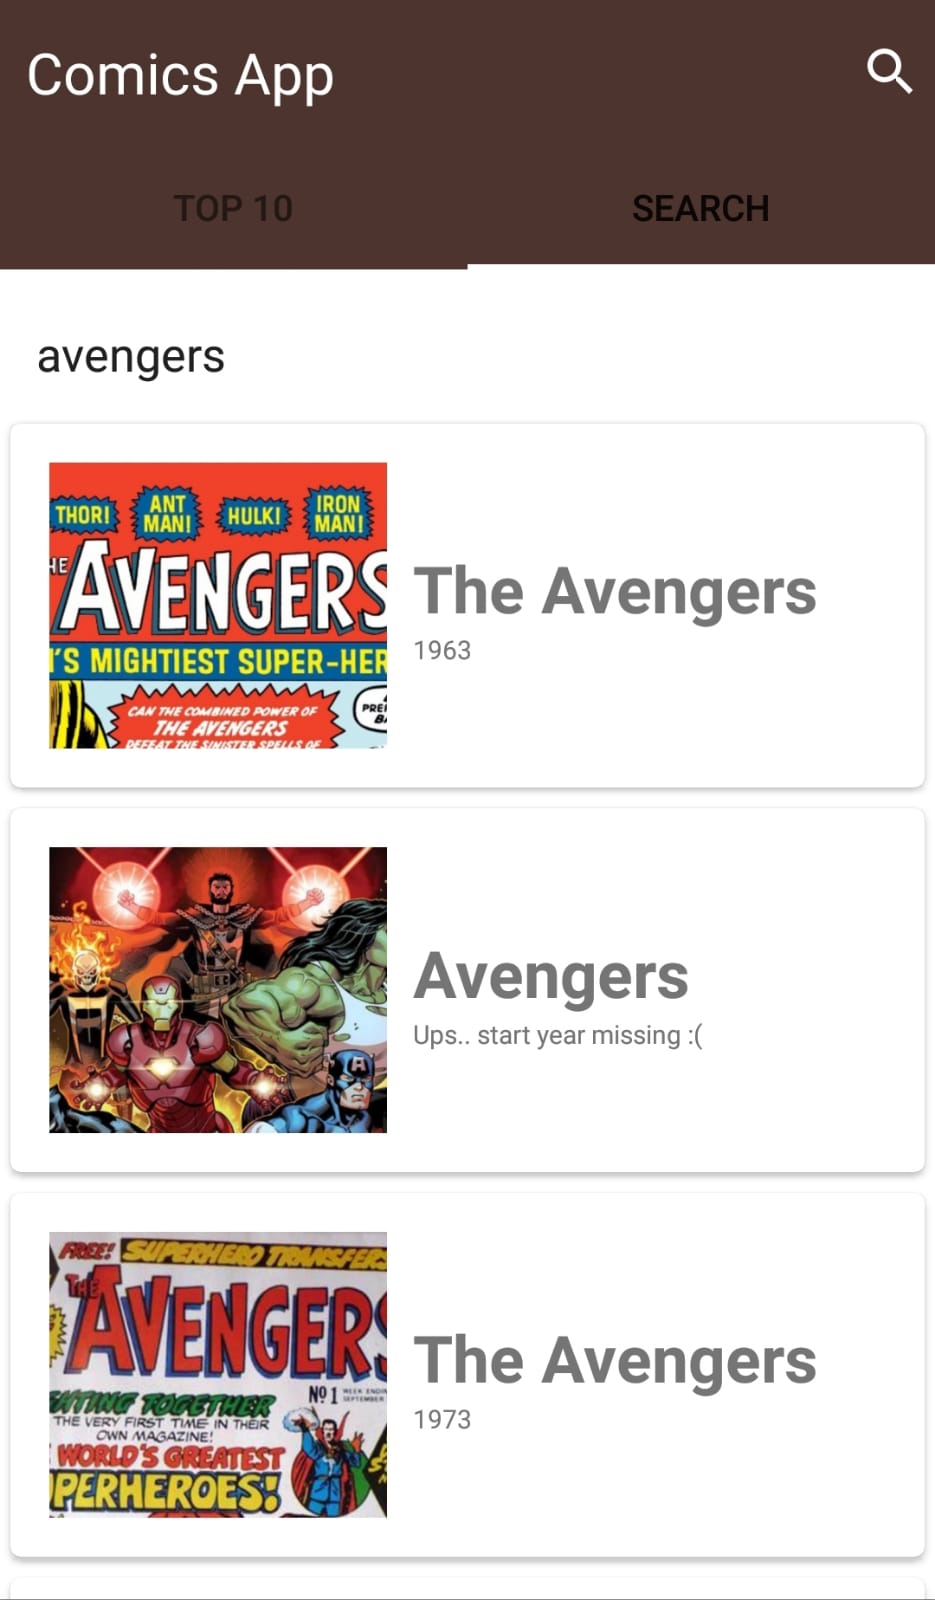 Comics App
TOP 10
SEARCH
avengers
THOR!
ANT
MAN!
HULK!
IRON
MAN!
HE
AVENGERS
'S MIGHTIEST SUPER-HER
CAN THE COMBINED POWER OF
THE AVENGERS
DEFEAT THE SINISTER SPELLS OF
The Avengers
1963
A
Avengers
Ups.. start year missing :(
FREE! SUPERHERO TRANSFERS
THE
AVENGERS
TOGETHER
Nº 1
THE VERY FIRST TIME IN THEIR
OWN MAGAZINE!
WORLD'S GREATEST
PERHEROES!
The Avengers
1973